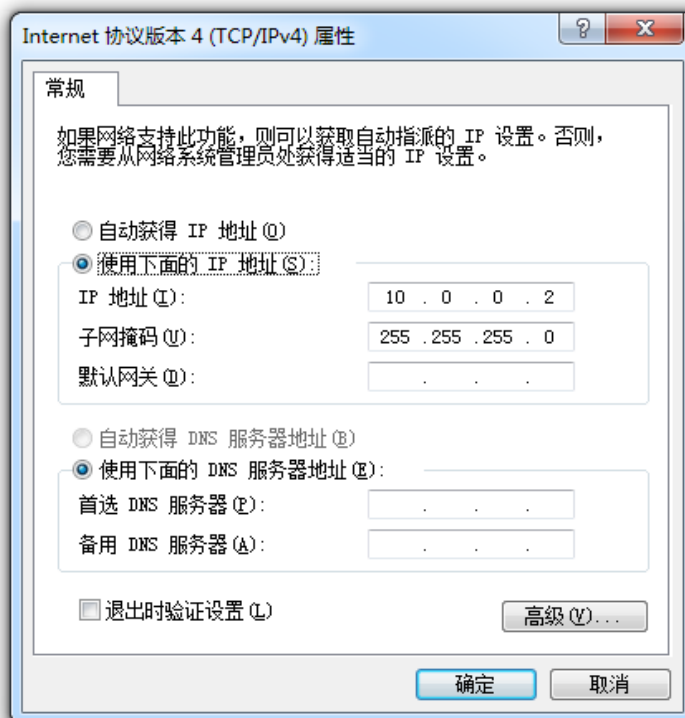 Internet 协议版本 4 (TCP/IPv4) 属性
?
常规
如果网络支持此功能，则可以获取自动指派的 IP 设置。否则，
您需要从网络系统管理员处获得适当的 IP 设置。
自动获得 IP 地址(O)
使用下面的 IP 地址(S):
IP 地址(I): 10 . 0 . 0 . 2
子网掩码(U): 255 .255 .255 . 0
默认网关(D): . . .
自动获得 DNS 服务器地址(B)
使用下面的 DNS 服务器地址(E):
首选 DNS 服务器(P): . . .
备用 DNS 服务器(A): . . .
退出时验证设置(L)
高级(V)...
确定 取消